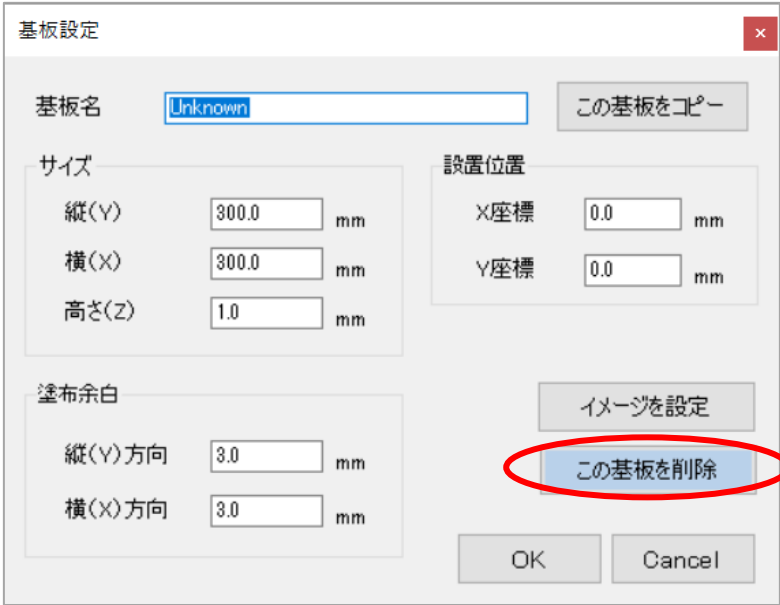 基板設定
×
基板名 Unknown この基板をコピー
サイズ
縦(Y) 300.0 mm
横(X) 300.0 mm
高さ(Z) 1.0 mm
設置位置
X座標 0.0 mm
Y座標 0.0 mm
塗布余白
縦(Y)方向 3.0 mm
横(X)方向 3.0 mm
イメージを設定
この基板を削除
OK Cancel